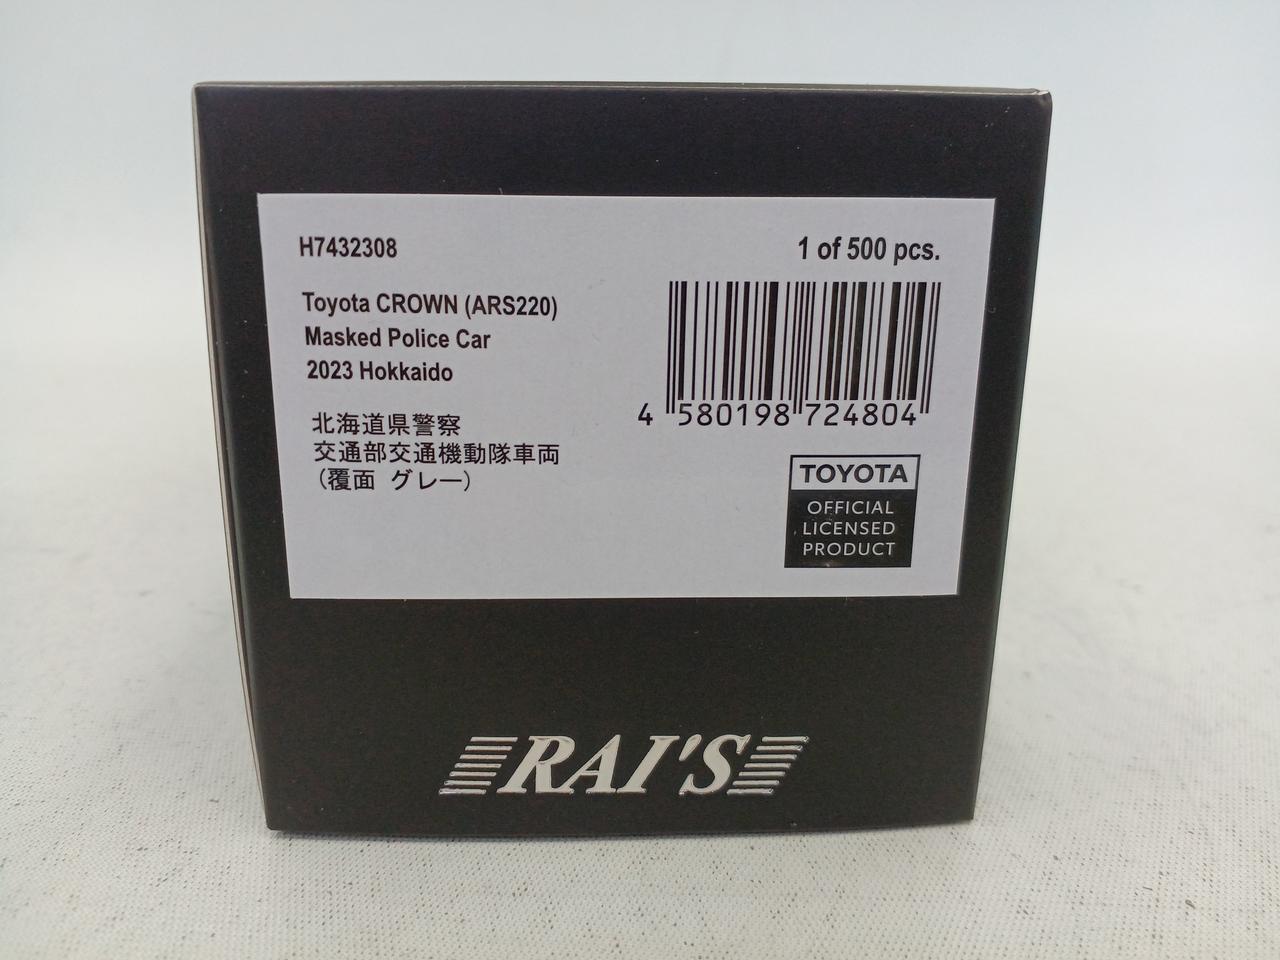 H7432308
1 of 500 pcs.
Toyota CROWN (ARS220)
Masked Police Car
2023 Hokkaido
北海道県警察
交通部交通機動隊車両
（覆面 グレー）
4 580198 724804
TOYOTA
OFFICIAL
LICENSED
PRODUCT
RAI'S